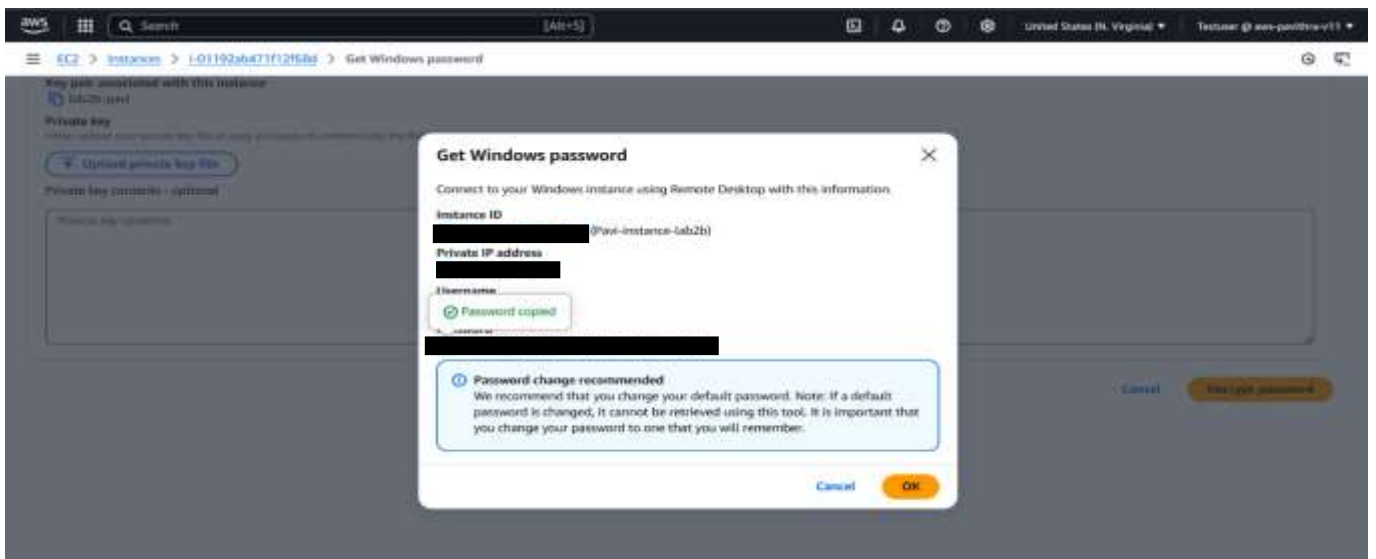 aws Search [Alt+S] United States (N. Virginia) Testuser @ aws-pavithra-v11
EC2 > Instances > i-01192ab471f12f68d > Get Windows password
Key pair associated with this instance
lab2b-pavi
Private key
Upload private key file
Private key contents - optional
Private key contents
Get Windows password
Connect to your Windows instance using Remote Desktop with this information.
Instance ID
(Pavi-instance-lab2b)
Private IP address
Username
Password copied
We recommend that you change your default password. Note: If a default
password is changed, it cannot be retrieved using this tool. It is important that
you change your password to one that you will remember.
Password change recommended
Cancel Decrypt password
Cancel OK